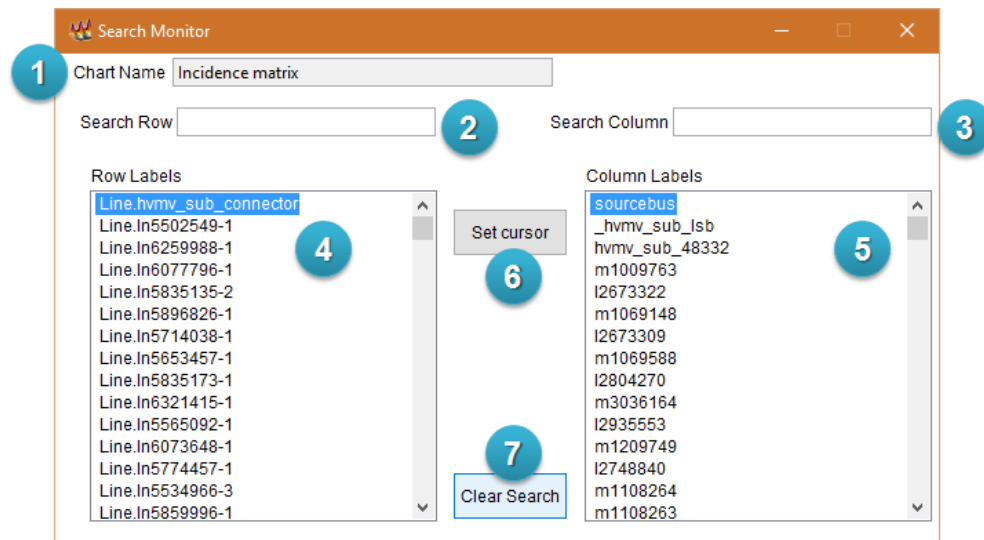 Search Monitor
1
Chart Name
Incidence matrix
Search Row
2
Search Column
3
Row Labels
Line.hvmv_sub_connector
Line.ln5502549-1
Line.ln6259988-1
Line.ln6077796-1
Line.ln5835135-2
Line.ln5896826-1
Line.ln5714038-1
Line.ln5653457-1
Line.ln5835173-1
Line.ln6321415-1
Line.ln5565092-1
Line.ln6073648-1
Line.ln5774457-1
Line.ln5534966-3
Line.ln5859996-1
4
Set cursor
6
7
Clear Search
Column Labels
sourcebus
_hvmv_sub_lsb
hvmv_sub_48332
m1009763
l2673322
m1069148
l2673309
m1069588
l2804270
m3036164
l2935553
m1209749
l2748840
m1108264
m1108263
5